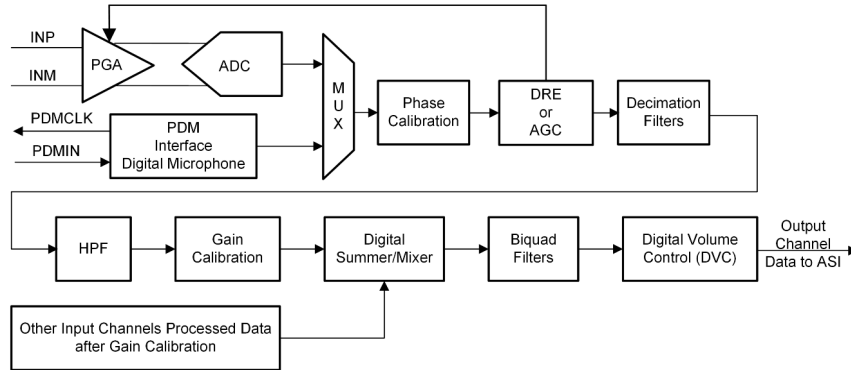 INP
INM
PGA
ADC
PDMCLK
PDMIN
PDM
Interface
Digital Microphone
M
U
X
Phase
Calibration
DRE
or
AGC
Decimation
Filters
HPF
Gain
Calibration
Digital
Summer/Mixer
Biquad
Filters
Digital Volume
Control (DVC)
Output
Channel
Data to ASI
Other Input Channels Processed Data
after Gain Calibration